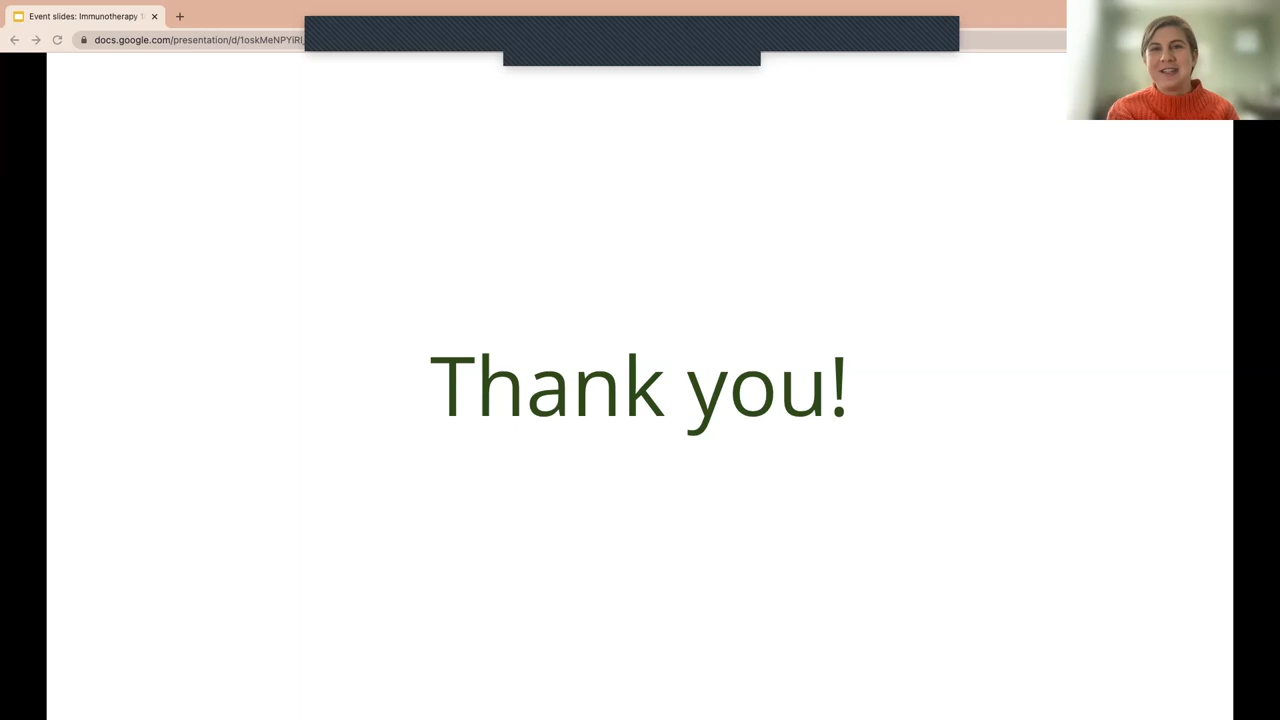 Event slides: Immunotherapy
docs.google.com/presentation/d/1oskMeNPYiRl
Thank you!